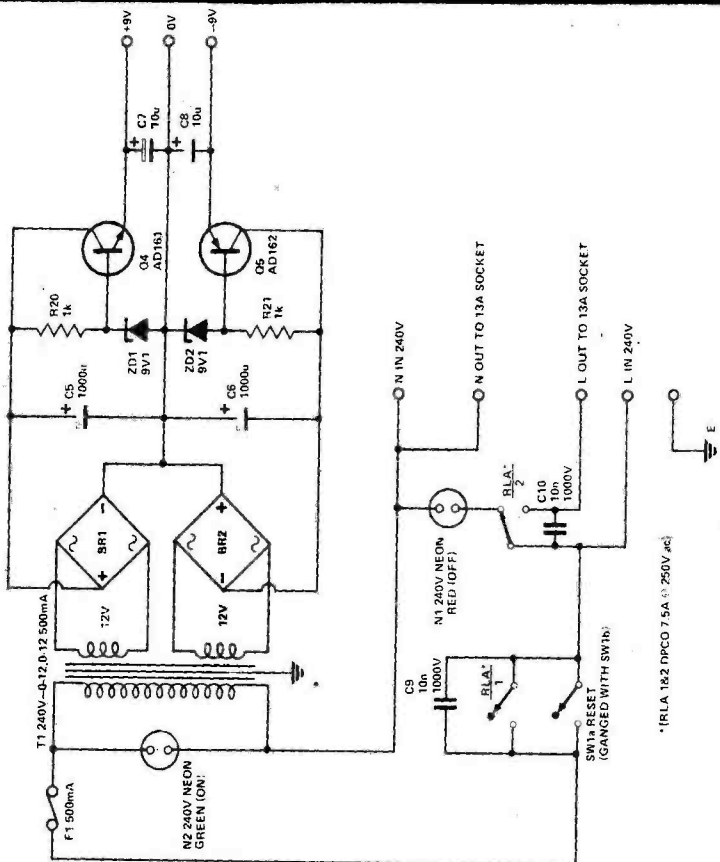 +9V
0V
−9V
C7
10u
+
C8
10u
+
Q4
AD161
Q5
AD162
R20
1k
R21
1k
ZD1
9V1
ZD2
9V1
+ C5
1000u
+ C6
1000u
BR1
+
−
BR2
−
+
12V
12V
T1 240V–0-12,0-12 500mA
F1 500mA
N2 240V NEON
GREEN (ON)
N IN 240V
N OUT TO 13A SOCKET
L OUT TO 13A SOCKET
L IN 240V
E
N1 240V NEON
RED (OFF)
RLA*
2
C10
10n
1000V
C9
10n
1000V
RLA*
1
SW1a RESET
(GANGED WITH SW1b)
*(RLA 1&2 DPCO 7.5A @ 250V ac)